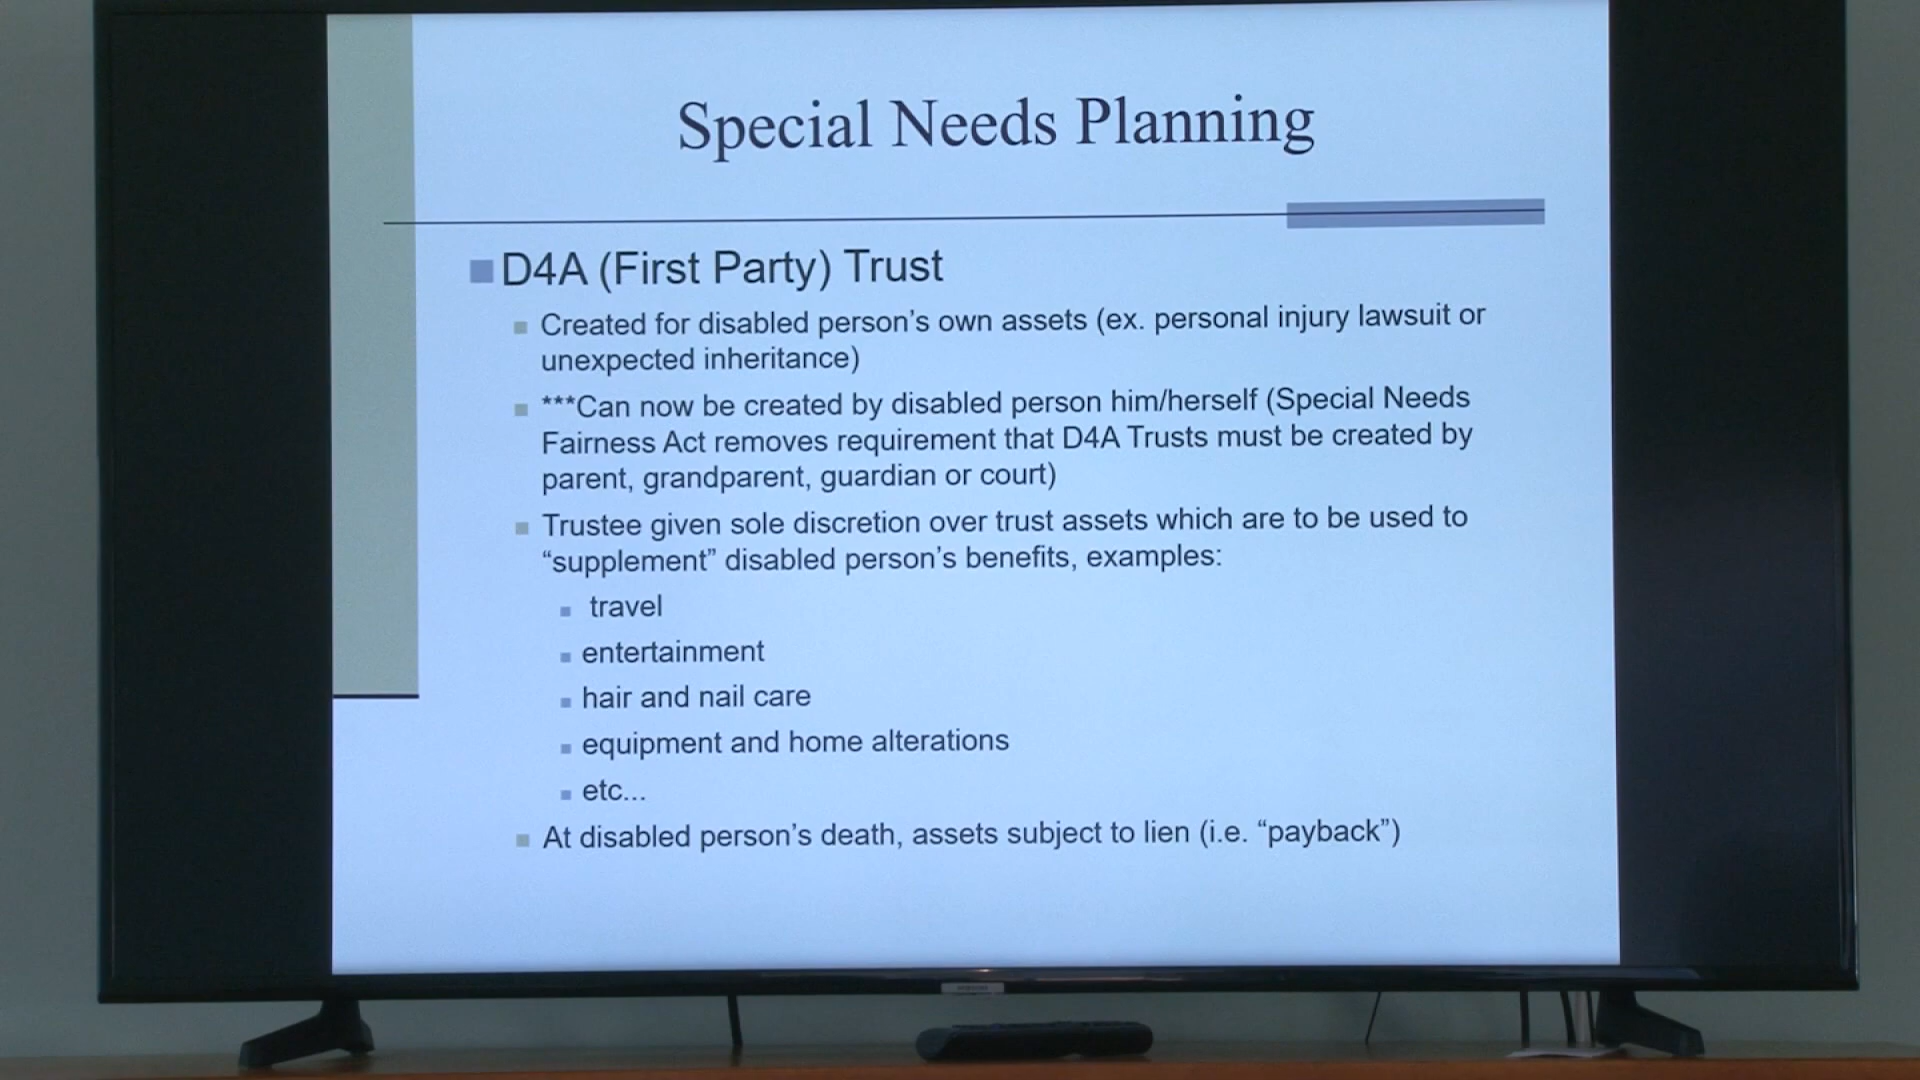 Special Needs Planning
D4A (First Party) Trust
Created for disabled person’s own assets (ex. personal injury lawsuit or
unexpected inheritance)
***Can now be created by disabled person him/herself (Special Needs
Fairness Act removes requirement that D4A Trusts must be created by
parent, grandparent, guardian or court)
Trustee given sole discretion over trust assets which are to be used to
“supplement” disabled person’s benefits, examples:
travel
entertainment
hair and nail care
equipment and home alterations
etc...
At disabled person’s death, assets subject to lien (i.e. “payback”)